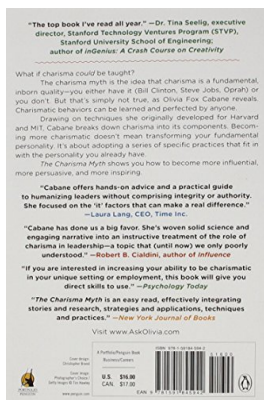 "The top book I've read all year." —Dr. Tina Seelig, executive
director, Stanford Technology Ventures Program (STVP),
Stanford University School of Engineering;
author of inGenius: A Crash Course on Creativity
What if charisma could be taught?
The charisma myth is the idea that charisma is a fundamental,
inborn quality—you either have it (Bill Clinton, Steve Jobs, Oprah) or
you don't. But that's simply not true, as Olivia Fox Cabane reveals.
Charismatic behaviors can be learned and perfected by anyone.
Drawing on techniques she originally developed for Harvard
and MIT, Cabane breaks down charisma into its components. Becom-
ing more charismatic doesn't mean transforming your fundamental
personality. It's about adopting a series of specific practices that fit in
with the personality you already have.
The Charisma Myth shows you how to become more influential,
more persuasive, and more inspiring.
"Cabane offers hands-on advice and a practical guide
to humanizing leaders without comprising integrity or authority.
She focused on the 'it' factors that can make a real difference."
—Laura Lang, CEO, Time Inc.
"Cabane has done us a big favor. She's woven solid science and
engaging narrative into an instructive treatment of the role of
charisma in leadership—a topic that (until now) we only poorly
understood." —Robert B. Cialdini, author of Influence
"If you are interested in increasing your ability to be charismatic
in your unique setting or employment, this book will give you
direct skills to use." —Psychology Today
"The Charisma Myth is an easy read, effectively integrating
stories and research, strategies and applications, techniques
and practices." —New York Journal of Books
Visit www.AskOlivia.com
A Portfolio/Penguin Book
Business/Careers
U.S. $16.00
CAN $17.00